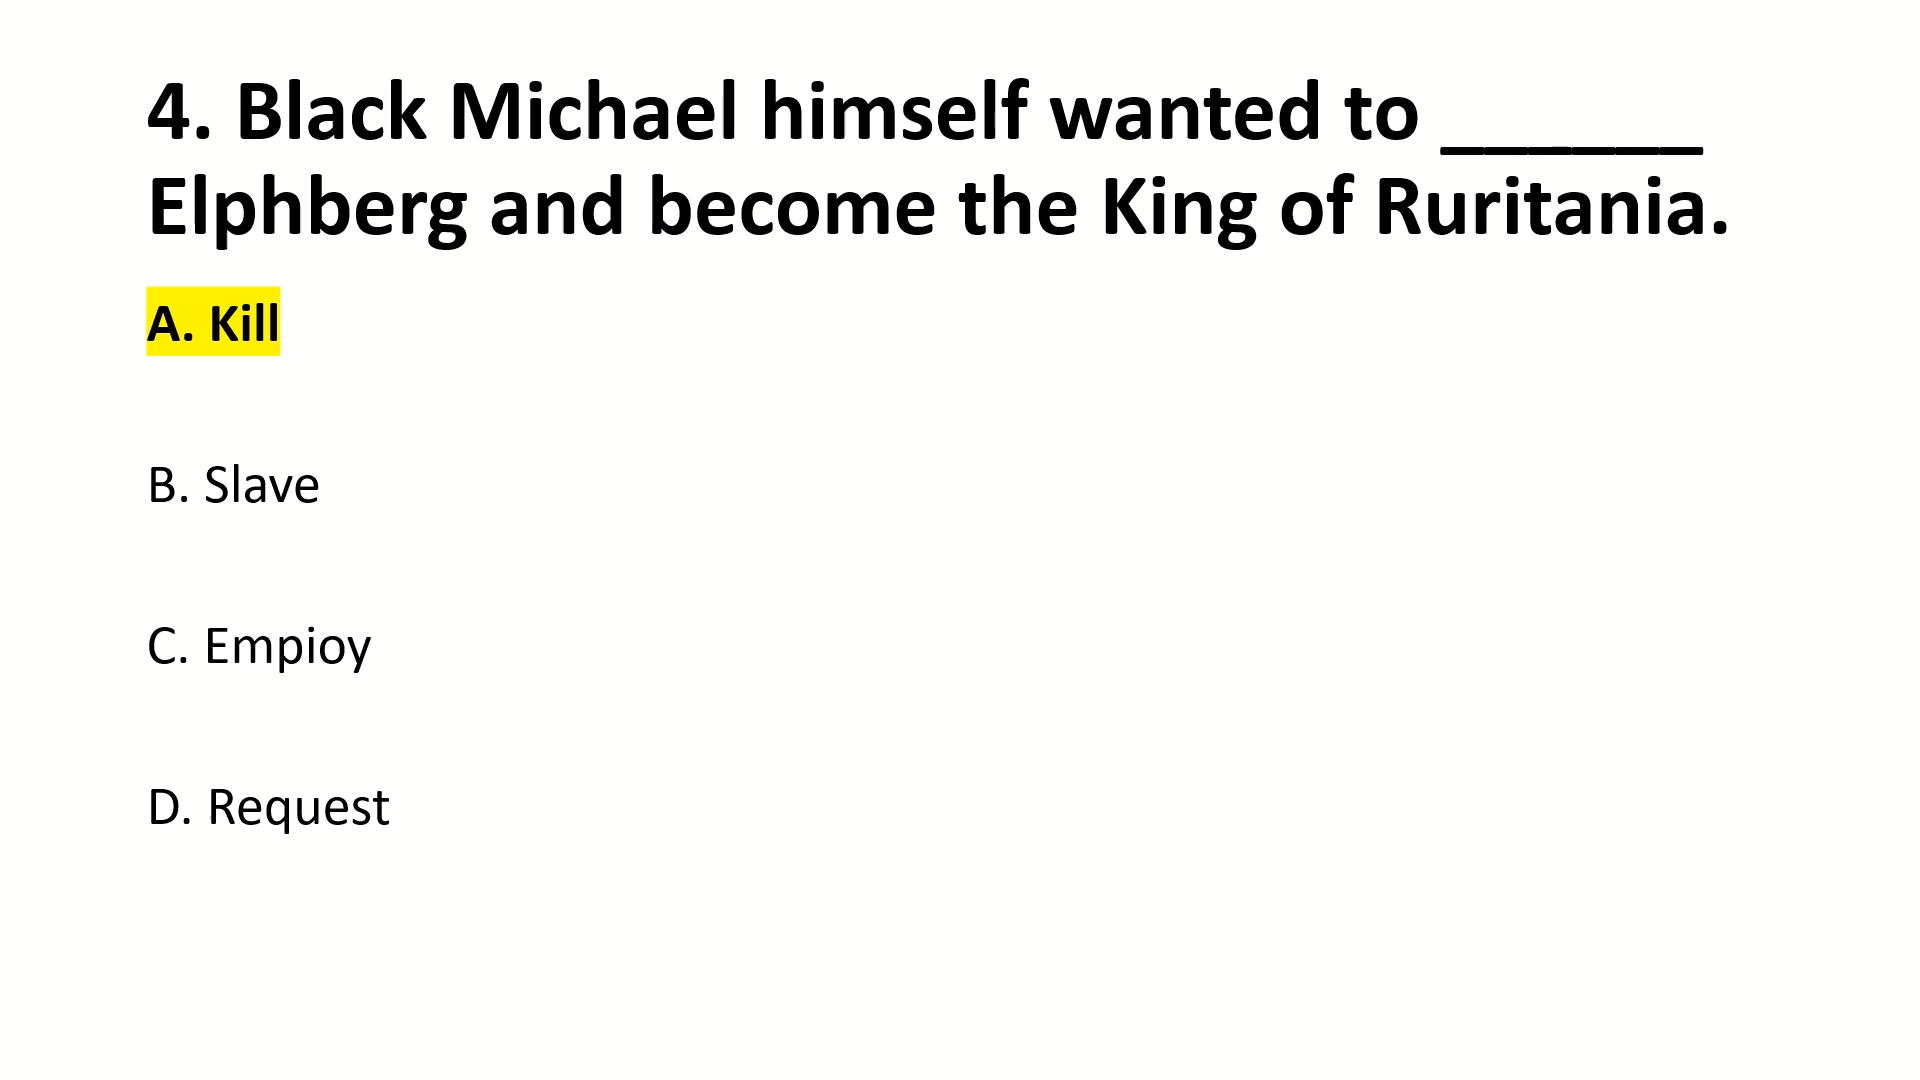 4. Black Michael himself wanted to ______
Elphberg and become the King of Ruritania.
A. Kill
B. Slave
C. Empioy
D. Request